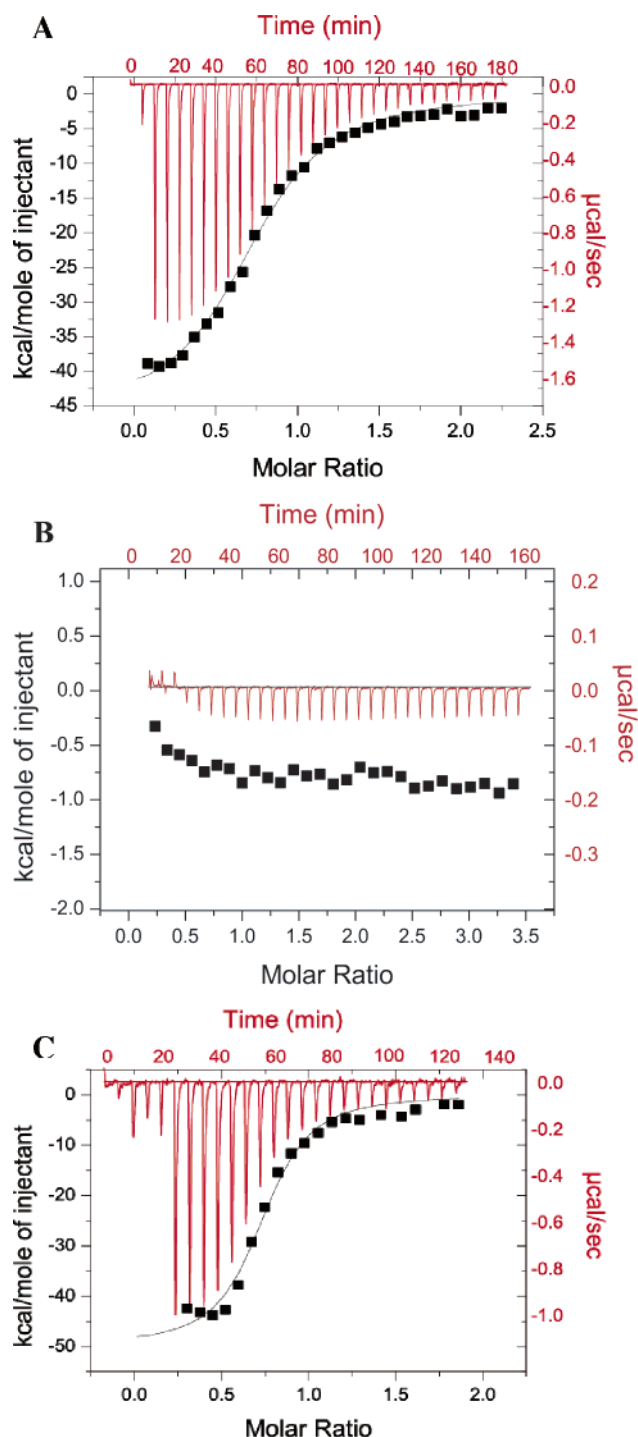 A
Time (min)
0 20 40 60 80 100 120 140 160 180
0
-5
-10
-15
-20
-25
-30
-35
-40
-45
kcal/mole of injectant
0.0
-0.2
-0.4
-0.6
-0.8
-1.0
-1.2
-1.4
-1.6
µcal/sec
0.0 0.5 1.0 1.5 2.0 2.5
Molar Ratio
B
Time (min)
0 20 40 60 80 100 120 140 160
1.0
0.5
0.0
-0.5
-1.0
-1.5
-2.0
kcal/mole of injectant
0.2
0.1
0.0
-0.1
-0.2
-0.3
µcal/sec
0.0 0.5 1.0 1.5 2.0 2.5 3.0 3.5
Molar Ratio
C
Time (min)
0 20 40 60 80 100 120 140
0
-10
-20
-30
-40
-50
kcal/mole of injectant
0.0
-0.2
-0.4
-0.6
-0.8
-1.0
µcal/sec
0.0 0.5 1.0 1.5 2.0
Molar Ratio